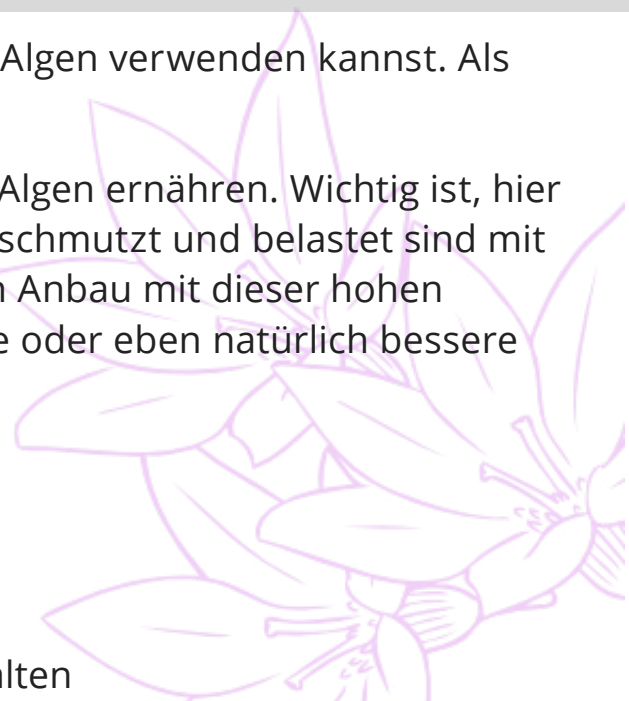 Algen verwenden kannst. Als
Algen ernähren. Wichtig ist, hier
schmutzt und belastet sind mit
Anbau mit dieser hohen
oder eben natürlich bessere
lten